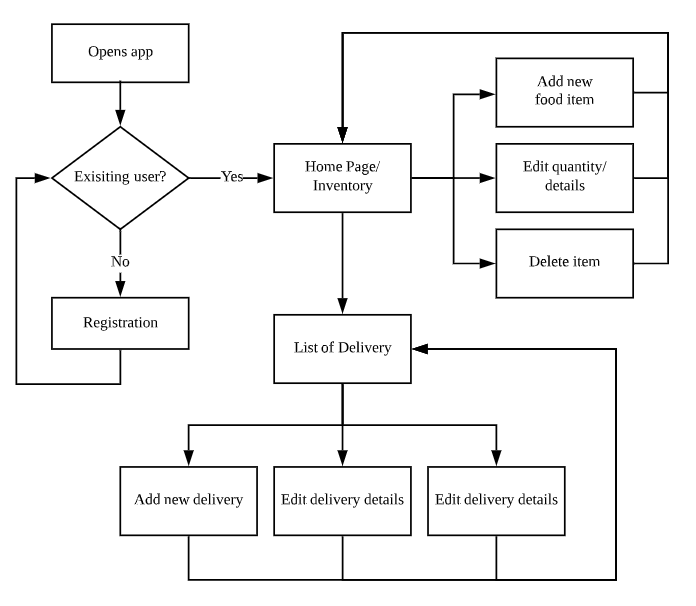 Opens app
Exisiting user?
Yes
No
Registration
Home Page/
Inventory
Add new
food item
Edit quantity/
details
Delete item
List of Delivery
Add new delivery
Edit delivery details
Edit delivery details